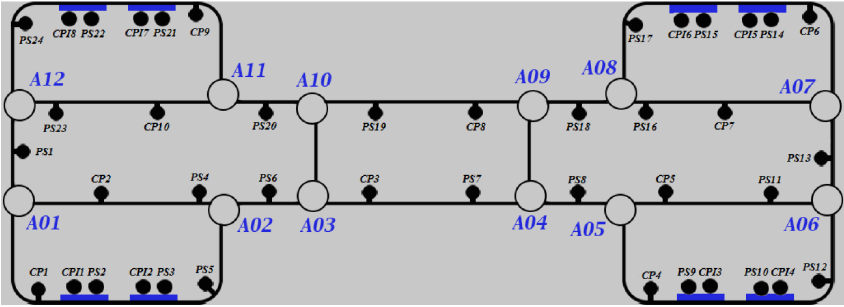 PS24 CPI8 PS22 CPI7 PS21 CP9 PS17 CPI6 PS15 CPI5 PS14 CP6
A12 A11 A10 A09 A08 A07
PS23 CP10 PS20 PS19 CP8 PS18 PS16 CP7
PS1 PS13
CP2 PS4 PS6 CP3 PS7 PS8 CP5 PS11
A01 A02 A03 A04 A05 A06
CP1 CPI1 PS2 CPI2 PS3 PS5 CP4 PS9 CPI3 PS10 CPI4 PS12